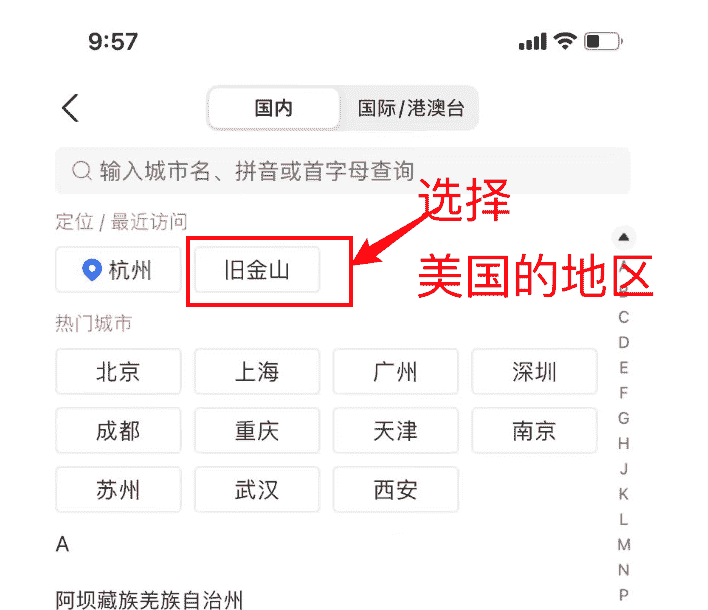 9:57
国内 国际/港澳台
输入城市名、拼音或首字母查询
选择
定位 / 最近访问
杭州 旧金山
美国的地区
热门城市
北京 上海 广州 深圳
成都 重庆 天津 南京
苏州 武汉 西安
A
阿坝藏族羌族自治州
A
B
C
D
E
F
G
H
J
K
L
M
N
P